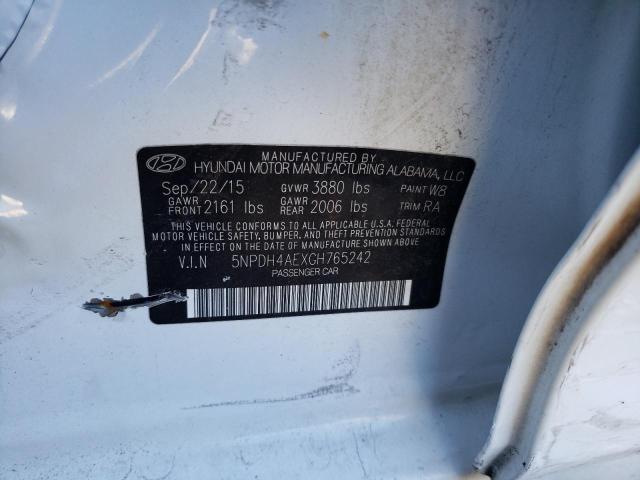 MANUFACTURED BY
HYUNDAI MOTOR MANUFACTURING ALABAMA, LLC
Sep/22/15 GVWR 3880 lbs PAINT W8
GAWR FRONT 2161 lbs GAWR REAR 2006 lbs TRIM RA
THIS VEHICLE CONFORMS TO ALL APPLICABLE U.S.A. FEDERAL
MOTOR VEHICLE SAFETY, BUMPER, AND THEFT PREVENTION STANDARDS
IN EFFECT ON THE DATE OF MANUFACTURE SHOWN ABOVE.
V.I.N 5NPDH4AEXGH765242
PASSENGER CAR